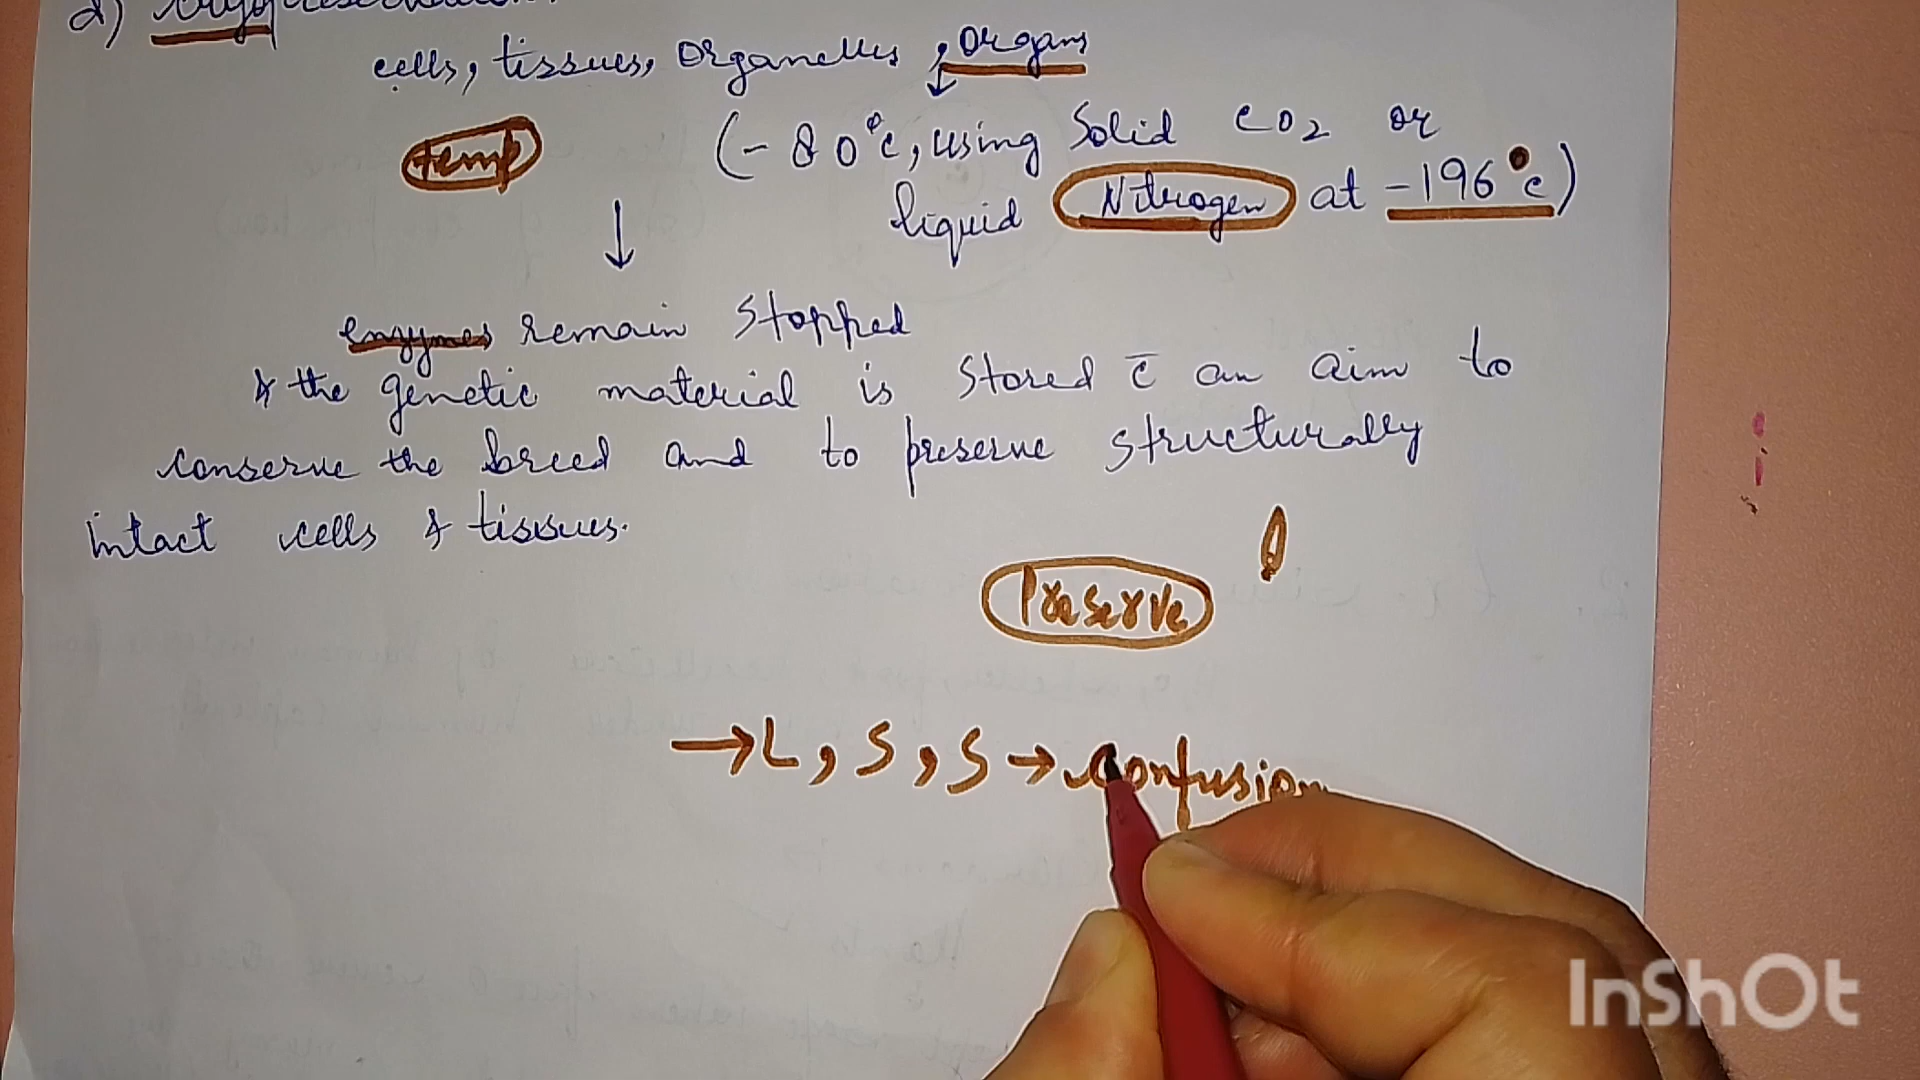 d) Cryopreservation:
cells, tissues, organelles, organs
temp
(-80°c, using Solid CO2 or
liquid Nitrogen at -196°c)
enzymes remain stopped
& the genetic material is stored c̄ an aim to
conserve the breed and to preserve structurally
intact cells & tissues.
Preserve
→ L, S, S → Confusion
InShOt